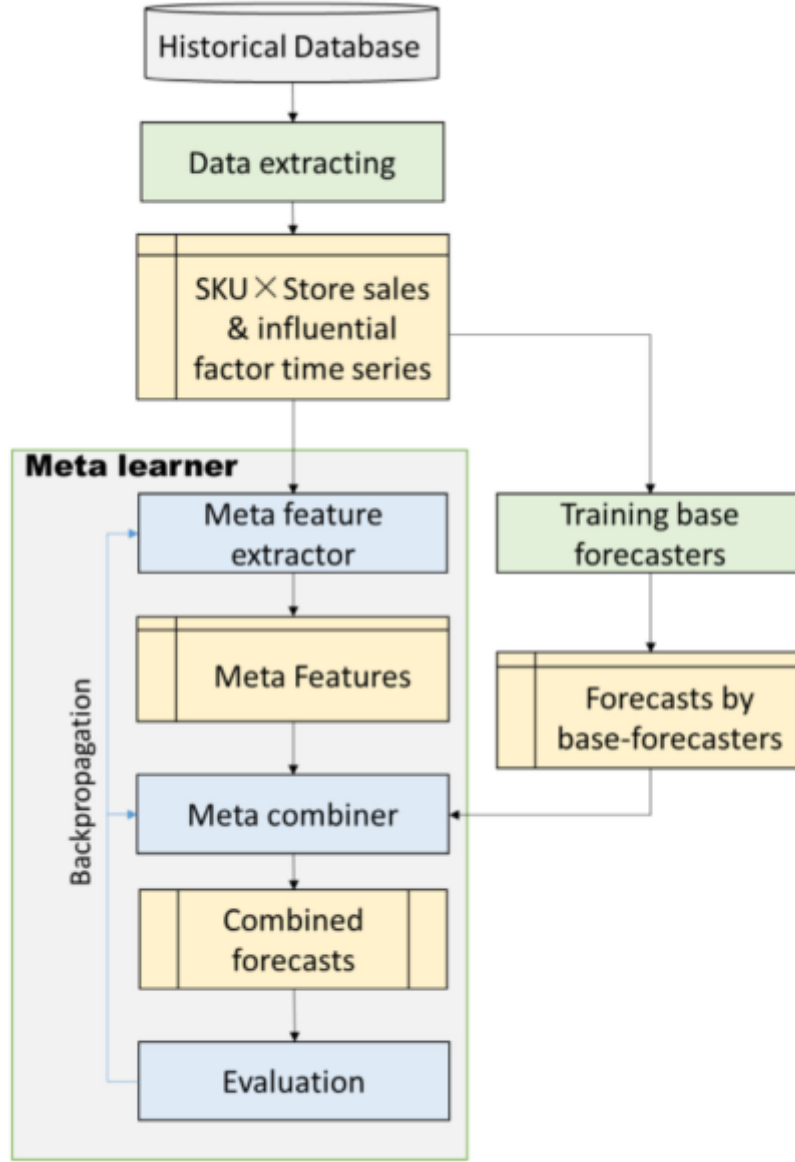 Historical Database
Data extracting
SKU×Store sales
& influential
factor time series
Meta learner
Meta feature
extractor
Training base
forecasters
Meta Features
Forecasts by
base-forecasters
Backpropagation
Meta combiner
Combined
forecasts
Evaluation